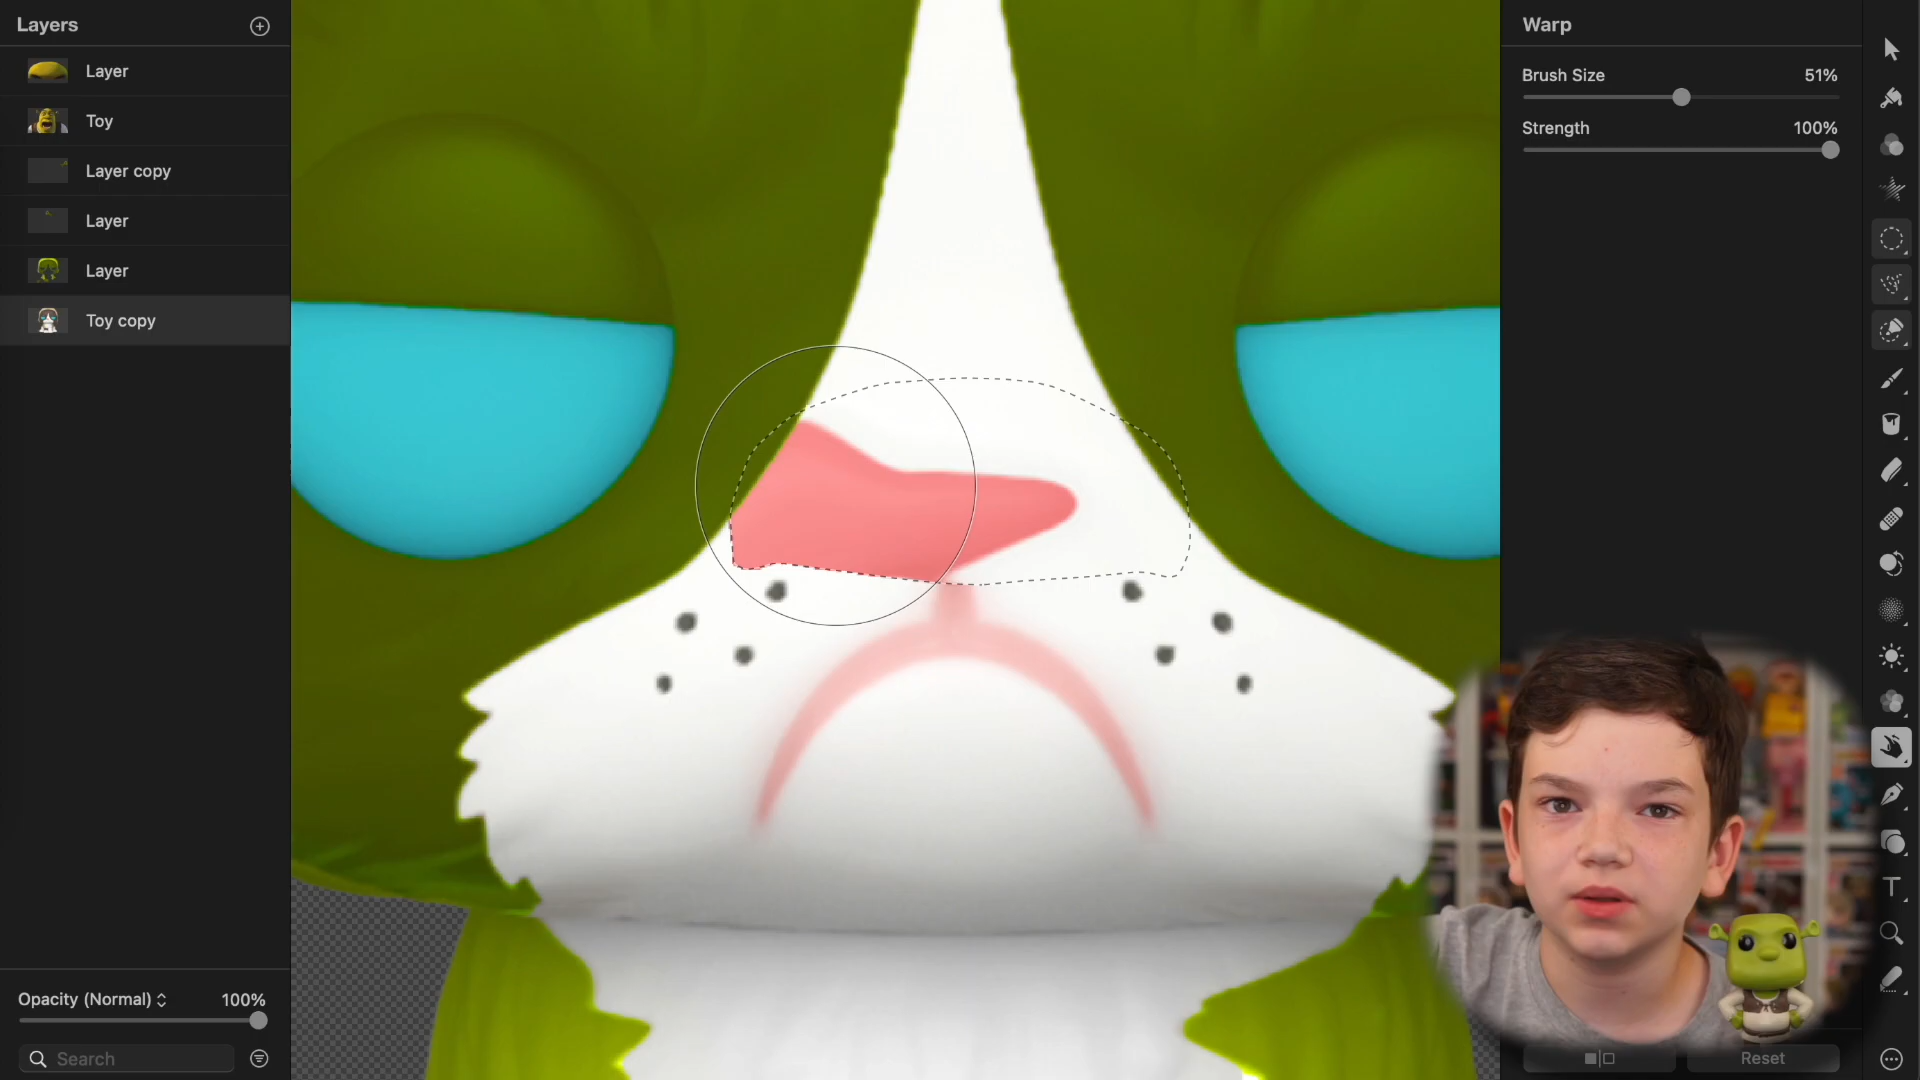 Layers
Layer
Toy
Layer copy
Layer
Layer
Toy copy
Opacity (Normal) 100%
Search
Warp
Brush Size 51%
Strength 100%
T
Reset